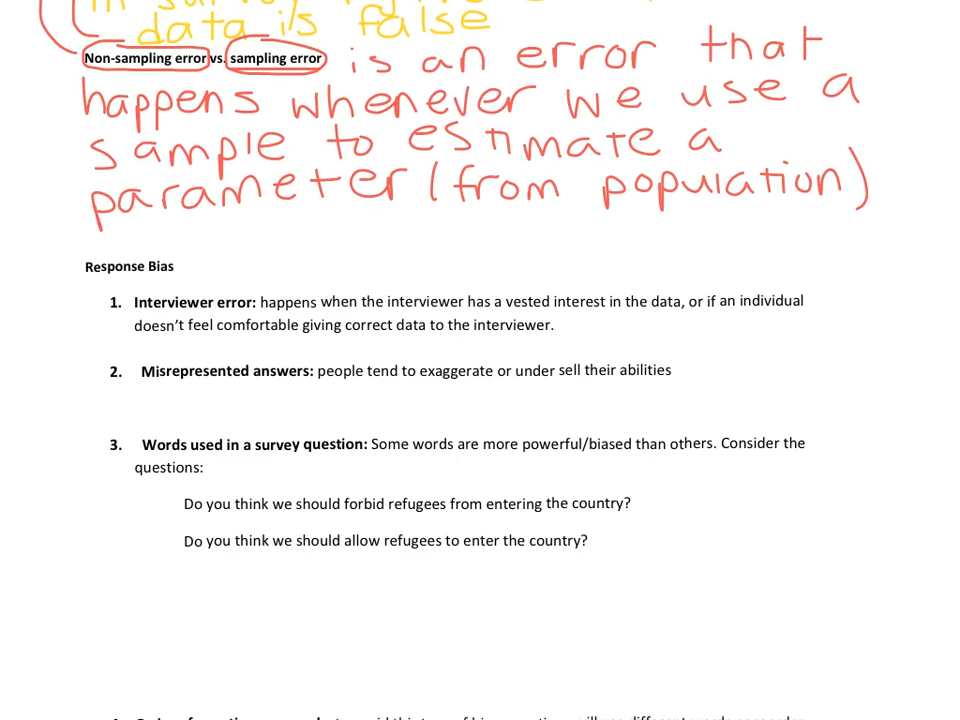 in survey
data is false
Non-sampling error vs. sampling error is an error that
happens whenever we use a
sample to estimate a
parameter (from population)
Response Bias
1. Interviewer error: happens when the interviewer has a vested interest in the data, or if an individual
doesn't feel comfortable giving correct data to the interviewer.
2. Misrepresented answers: people tend to exaggerate or under sell their abilities
3. Words used in a survey question: Some words are more powerful/biased than others. Consider the
questions:
Do you think we should forbid refugees from entering the country?
Do you think we should allow refugees to enter the country?